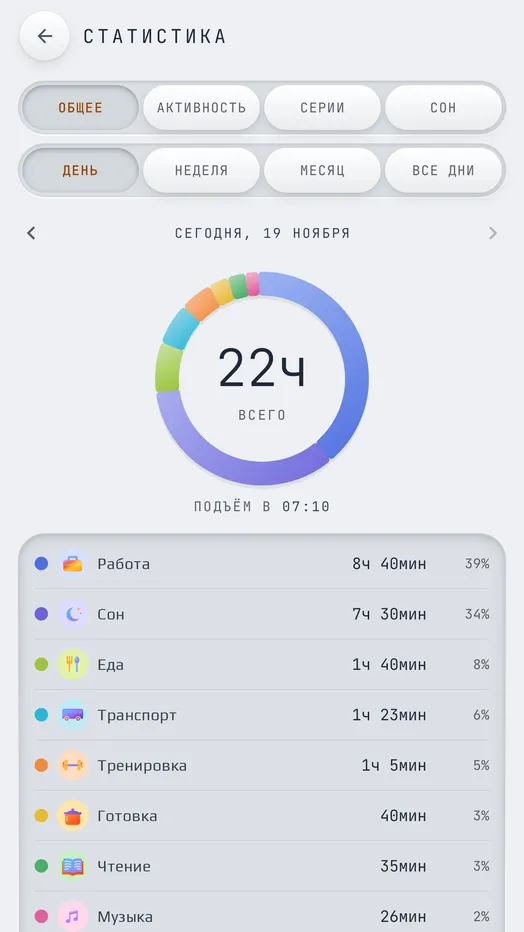 СТАТИСТИКА
ОБЩЕЕ АКТИВНОСТЬ СЕРИИ СОН
ДЕНЬ НЕДЕЛЯ МЕСЯЦ ВСЕ ДНИ
СЕГОДНЯ, 19 НОЯБРЯ
22ч
ВСЕГО
ПОДЪЁМ В 07:10
Работа 8ч 40мин 39%
Сон 7ч 30мин 34%
Еда 1ч 40мин 8%
Транспорт 1ч 23мин 6%
Тренировка 1ч 5мин 5%
Готовка 40мин 3%
Чтение 35мин 3%
Музыка 26мин 2%